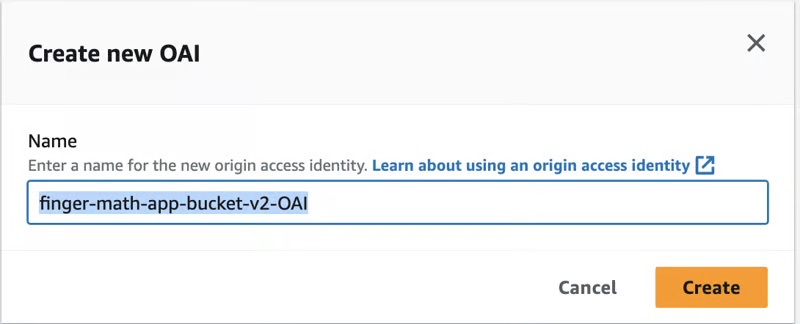 Create new OAI
Name
Enter a name for the new origin access identity. Learn about using an origin access identity
finger-math-app-bucket-v2-OAI
Cancel Create